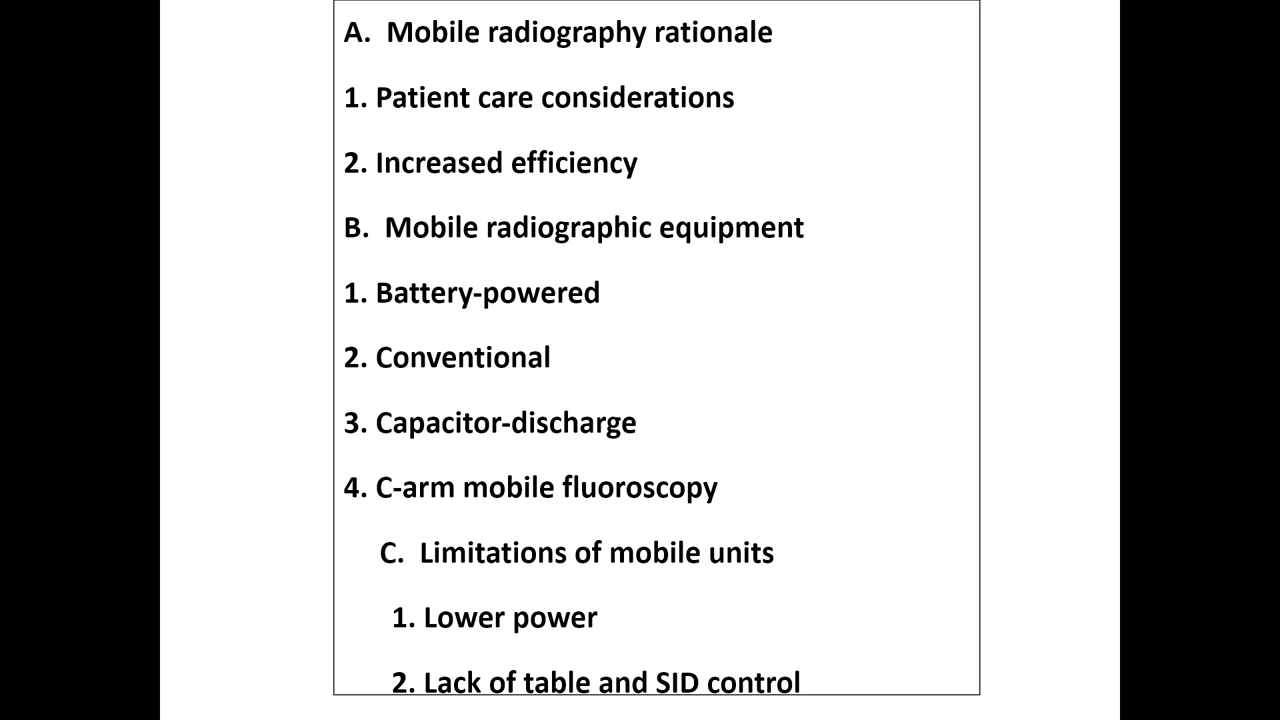 A. Mobile radiography rationale
1. Patient care considerations
2. Increased efficiency
B. Mobile radiographic equipment
1. Battery-powered
2. Conventional
3. Capacitor-discharge
4. C-arm mobile fluoroscopy
C. Limitations of mobile units
1. Lower power
2. Lack of table and SID control